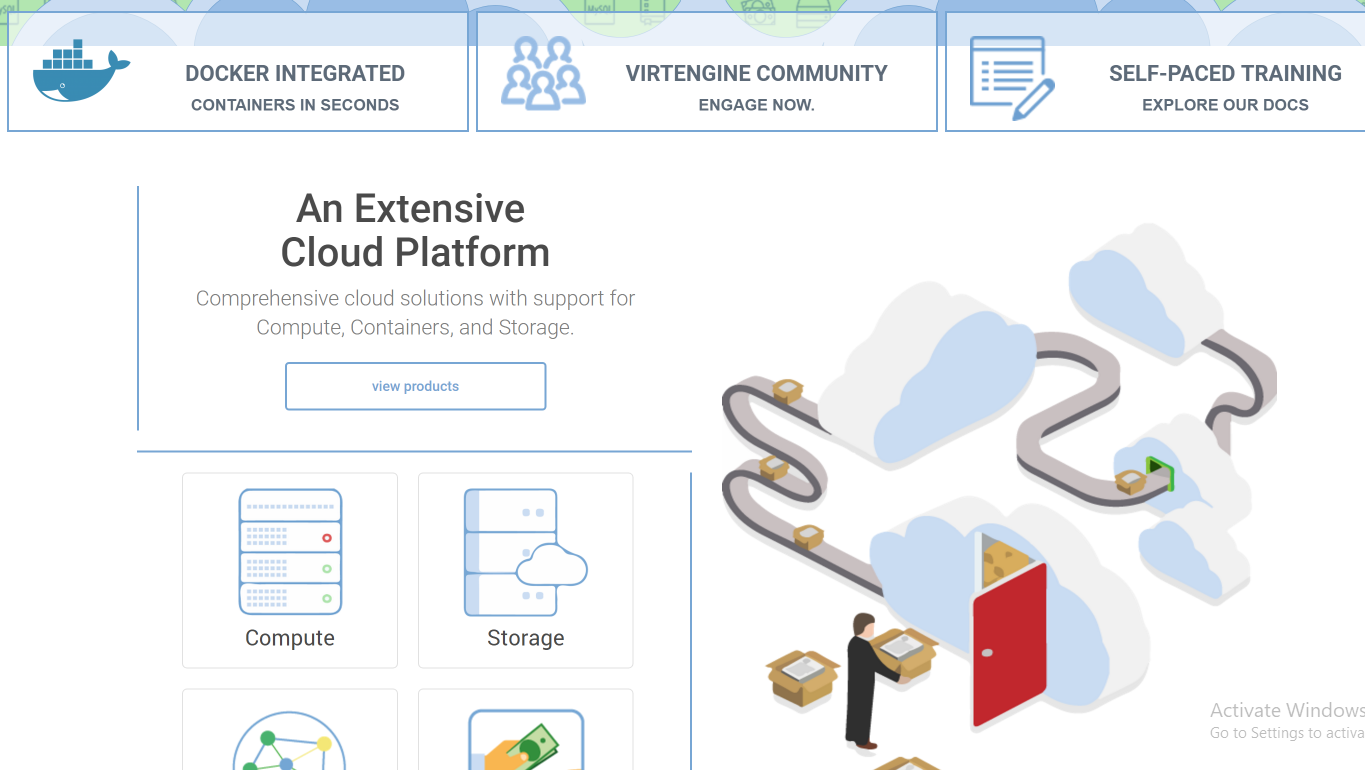 MySQL
MySQL
DOCKER INTEGRATED
CONTAINERS IN SECONDS
VIRTENGINE COMMUNITY
ENGAGE NOW.
SELF-PACED TRAINING
EXPLORE OUR DOCS
An Extensive
Cloud Platform
Comprehensive cloud solutions with support for
Compute, Containers, and Storage.
view products
Compute
Storage
Activate Windows
Go to Settings to activa